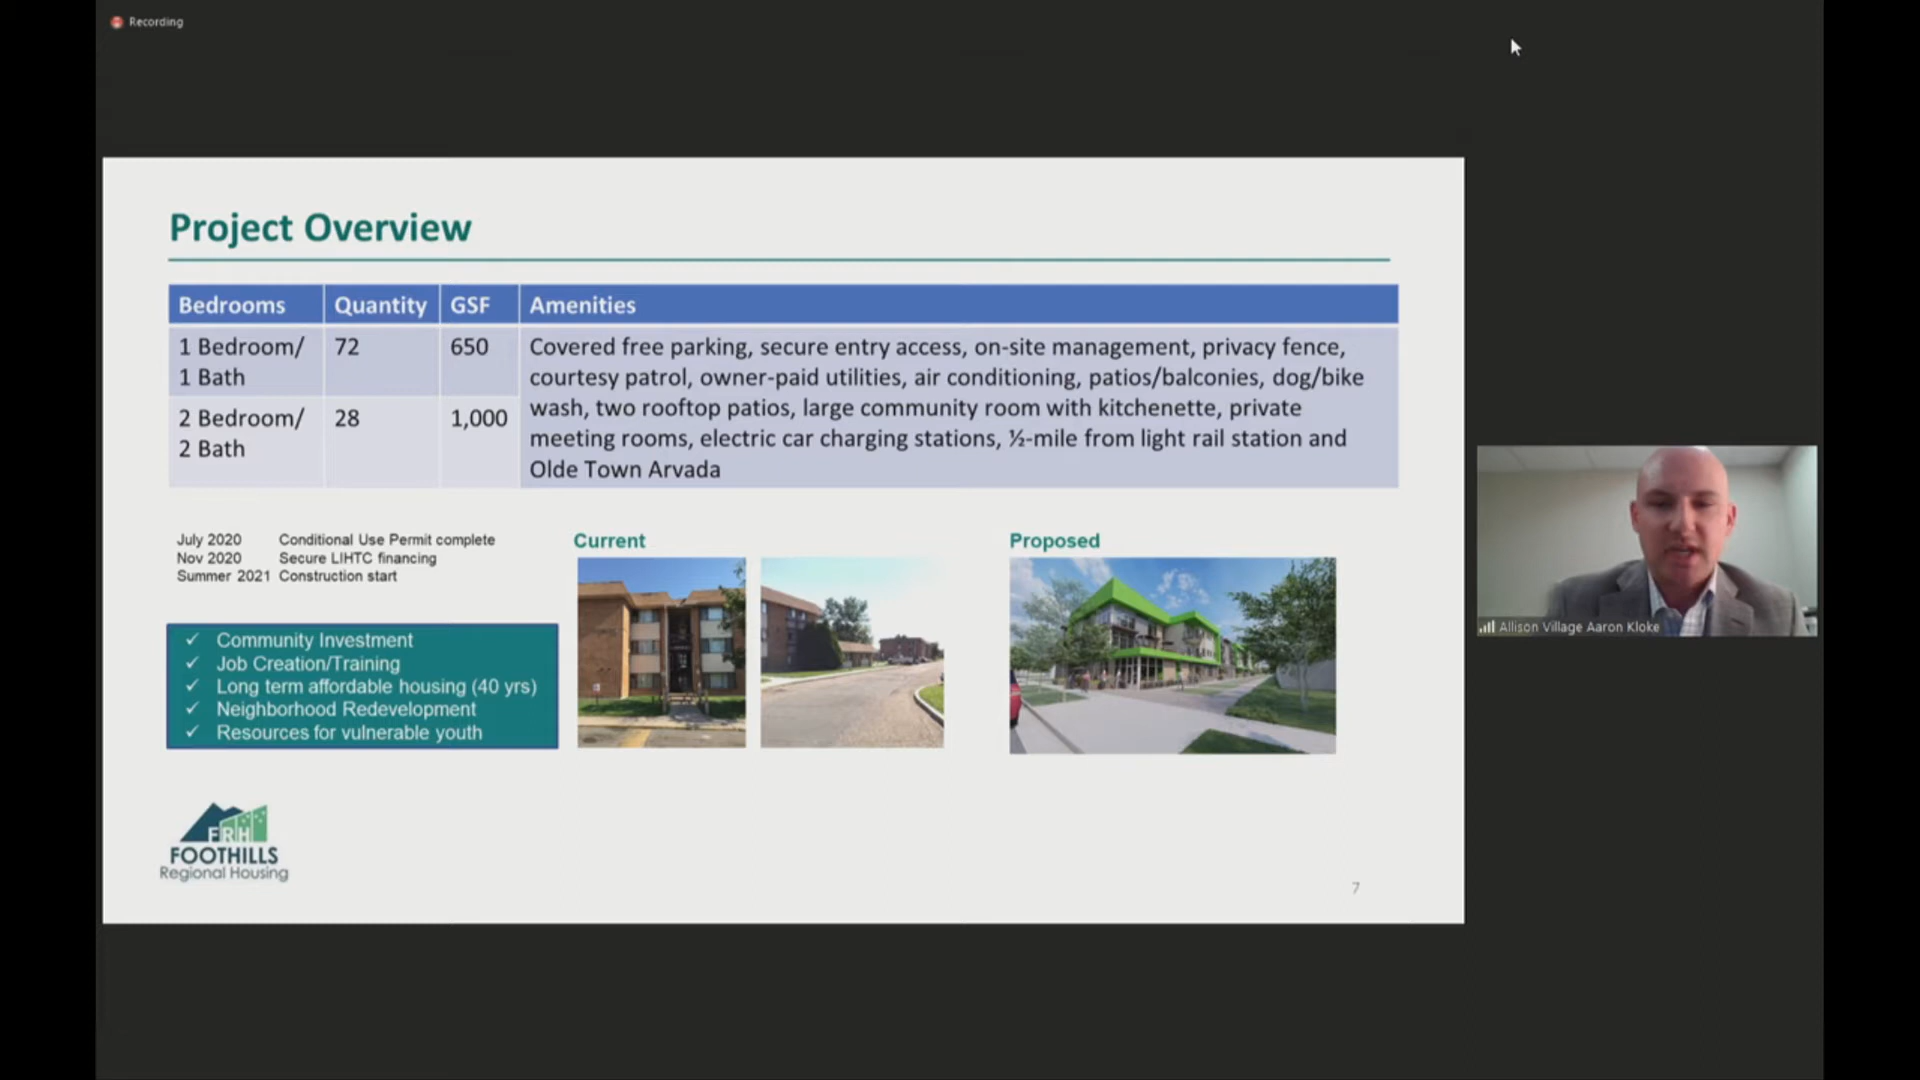 Recording
Project Overview
Bedrooms Quantity GSF Amenities
1 Bedroom/
1 Bath
72
650
2 Bedroom/
2 Bath
28
1,000
Covered free parking, secure entry access, on-site management, privacy fence,
courtesy patrol, owner-paid utilities, air conditioning, patios/balconies, dog/bike
wash, two rooftop patios, large community room with kitchenette, private
meeting rooms, electric car charging stations, ½-mile from light rail station and
Olde Town Arvada
July 2020 Conditional Use Permit complete
Nov 2020 Secure LIHTC financing
Summer 2021 Construction start
✓ Community Investment
✓ Job Creation/Training
✓ Long term affordable housing (40 yrs)
✓ Neighborhood Redevelopment
✓ Resources for vulnerable youth
Current
Proposed
Allison Village Aaron Kloke
FRH
FOOTHILLS
Regional Housing
7